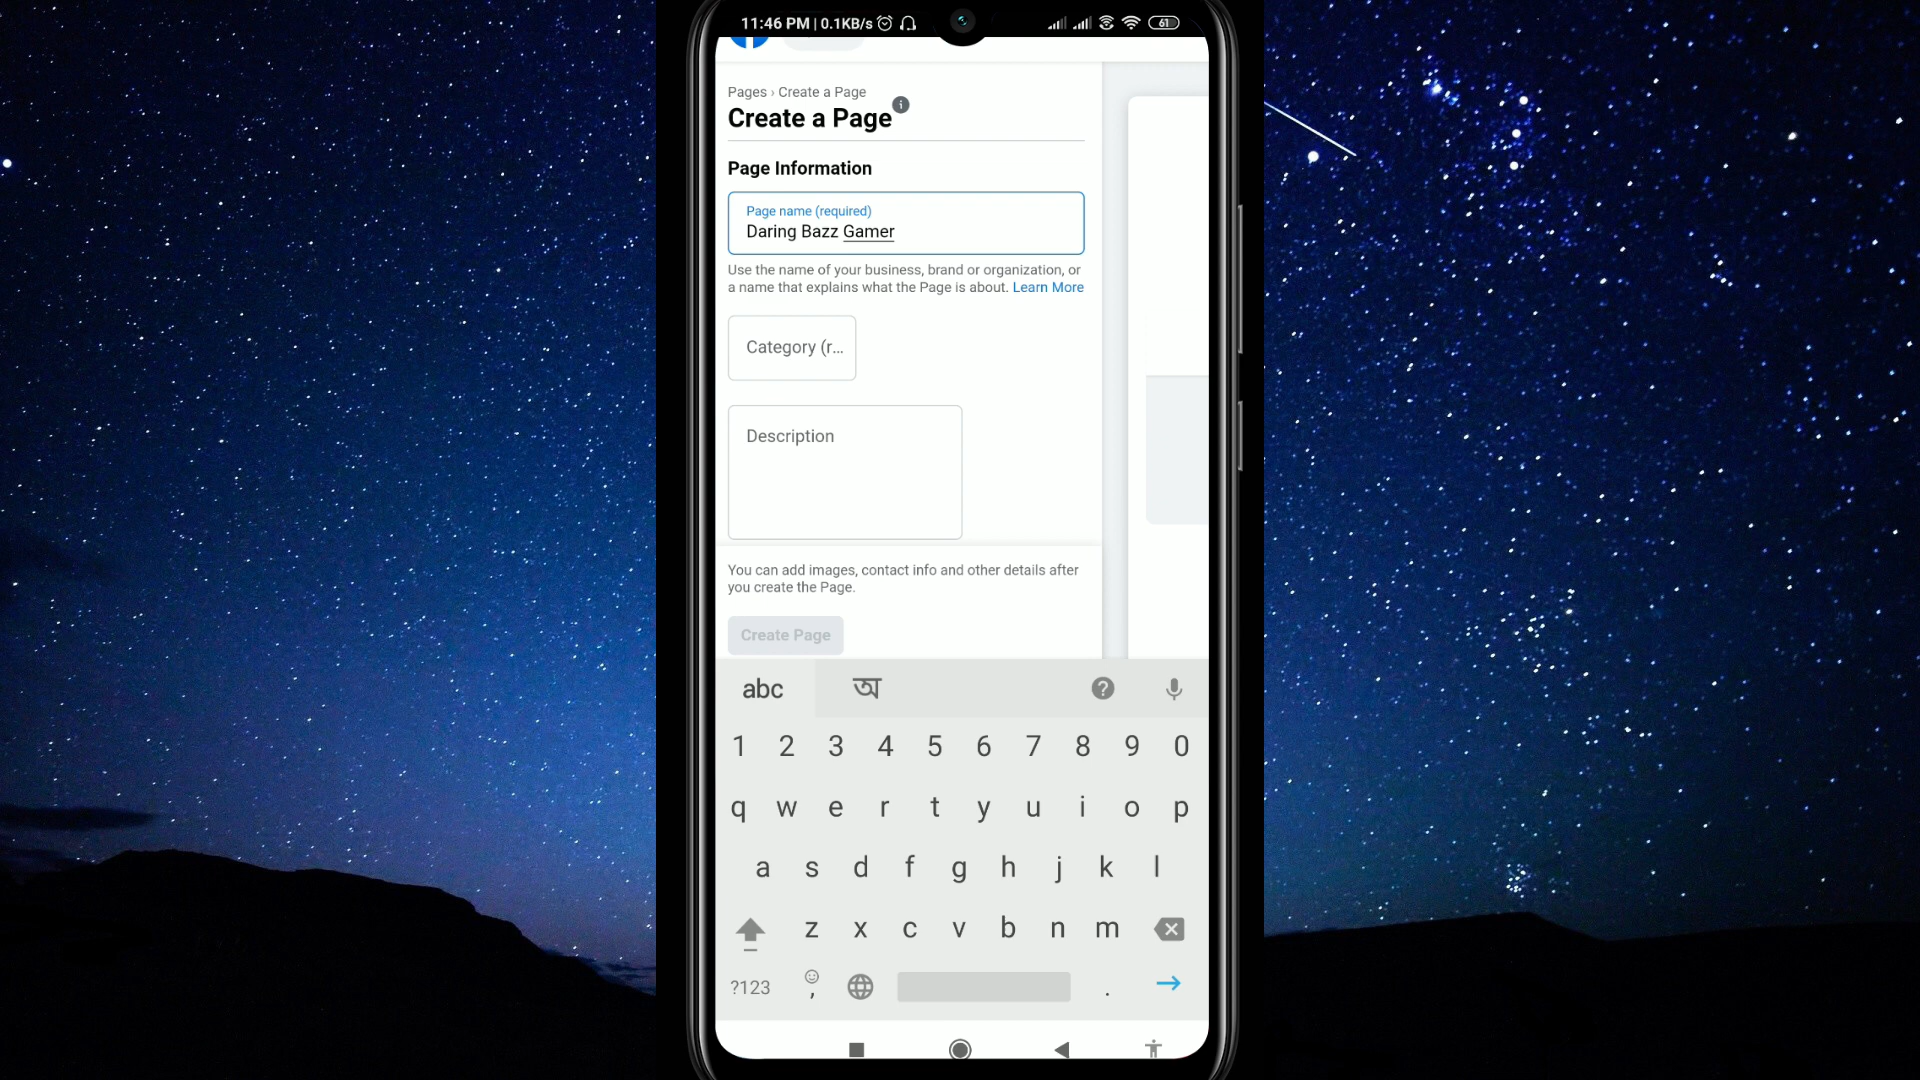 11:46 PM | 0.1KB/s
61
Pages › Create a Page
Create a Page
Page Information
Page name (required)
Daring Bazz Gamer
Use the name of your business, brand or organization, or
a name that explains what the Page is about. Learn More
Category (r...
Description
You can add images, contact info and other details after
you create the Page.
Create Page
abc অ
1 2 3 4 5 6 7 8 9 0
q w e r t y u i o p
a s d f g h j k l
z x c v b n m
?123 , .